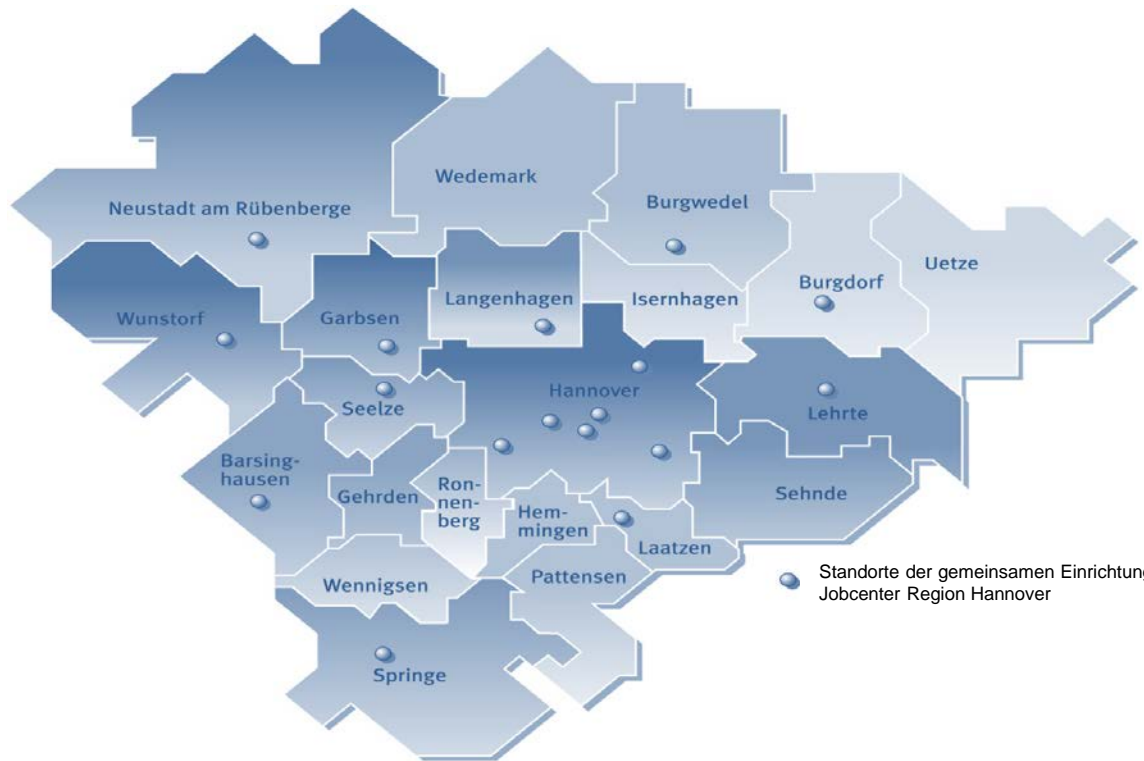 Wedemark
Neustadt am Rübenberge
Burgwedel
Uetze
Burgdorf
Isernhagen
Langenhagen
Wunstorf
Garbsen
Hannover
Seelze
Lehrte
Barsing-
hausen
Gehrden
Ron-
nen-
berg
Sehnde
Hem-
mingen
Laatzen
Wennigsen
Pattensen
Springe
Standorte der gemeinsamen Einrichtung
Jobcenter Region Hannover